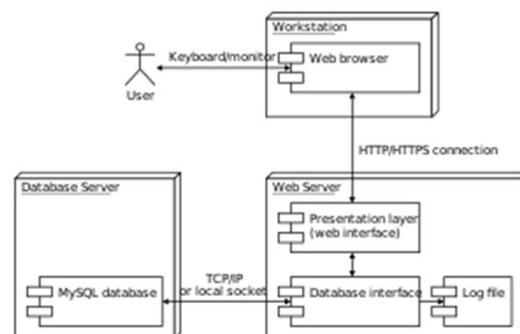 Workstation
Keyboard/monitor
Web browser
User
HTTP/HTTPS connection
Database Server
Web Server
Presentation layer
(web interface)
TCP/IP
or local socket
MySQL database
Database interface
Log file